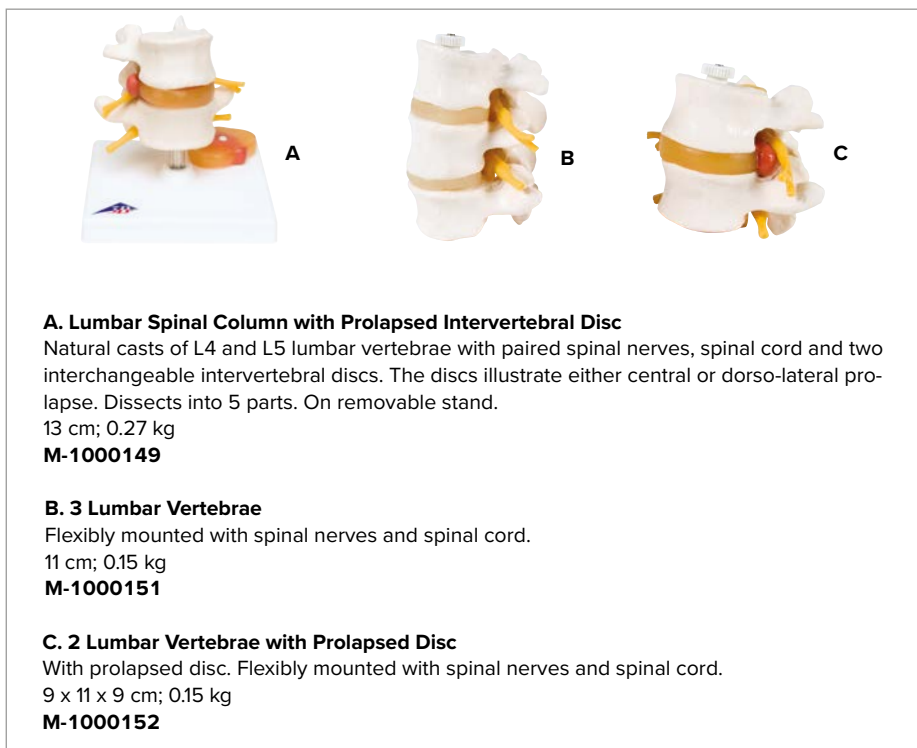 A
B
C
A. Lumbar Spinal Column with Prolapsed Intervertebral Disc
Natural casts of L4 and L5 lumbar vertebrae with paired spinal nerves, spinal cord and two
interchangeable intervertebral discs. The discs illustrate either central or dorso-lateral pro-
lapse. Dissects into 5 parts. On removable stand.
13 cm; 0.27 kg
M-1000149
B. 3 Lumbar Vertebrae
Flexibly mounted with spinal nerves and spinal cord.
11 cm; 0.15 kg
M-1000151
C. 2 Lumbar Vertebrae with Prolapsed Disc
With prolapsed disc. Flexibly mounted with spinal nerves and spinal cord.
9 x 11 x 9 cm; 0.15 kg
M-1000152